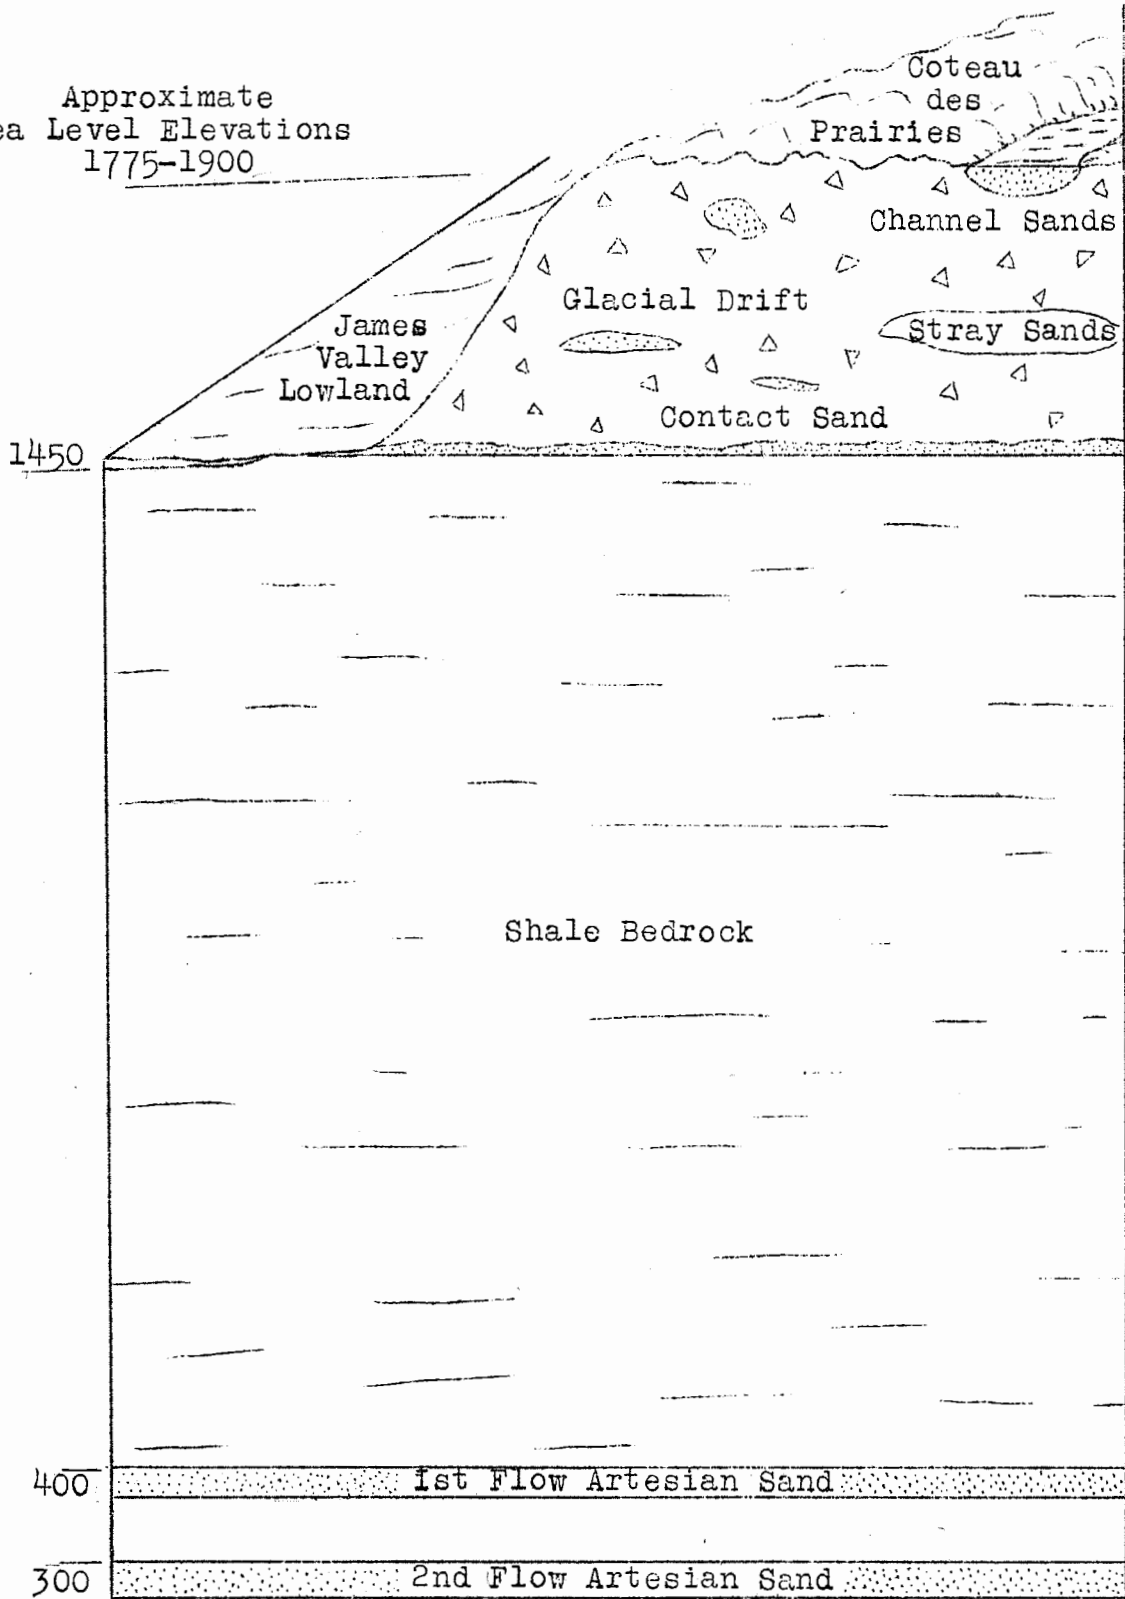 Approximate
ea Level Elevations
1775-1900
Coteau
des
Prairies
Channel Sands
Glacial Drift
Stray Sands
James
Valley
Lowland
Contact Sand
1450
Shale Bedrock
400
1st Flow Artesian Sand
300
2nd Flow Artesian Sand